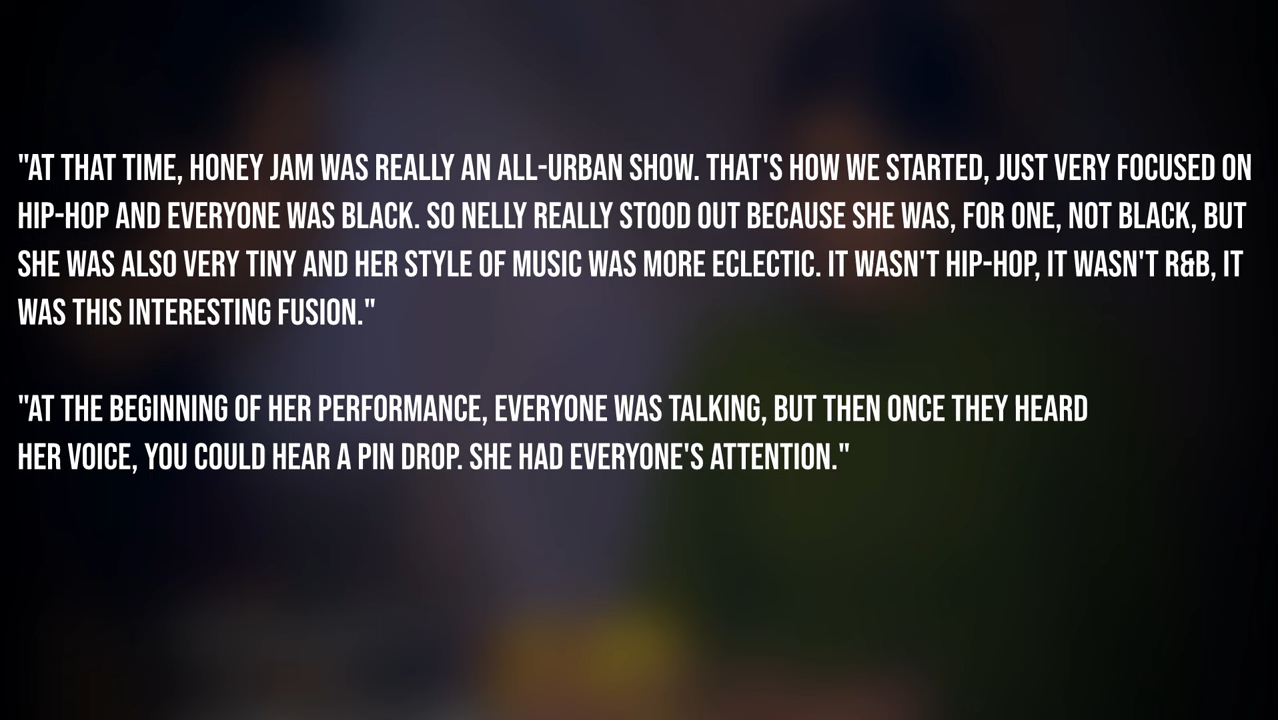 "AT THAT TIME, HONEY JAM WAS REALLY AN ALL-URBAN SHOW. THAT'S HOW WE STARTED, JUST VERY FOCUSED ON
HIP-HOP AND EVERYONE WAS BLACK. SO NELLY REALLY STOOD OUT BECAUSE SHE WAS, FOR ONE, NOT BLACK, BUT
SHE WAS ALSO VERY TINY AND HER STYLE OF MUSIC WAS MORE ECLECTIC. IT WASN'T HIP-HOP, IT WASN'T R&B, IT
WAS THIS INTERESTING FUSION."
"AT THE BEGINNING OF HER PERFORMANCE, EVERYONE WAS TALKING, BUT THEN ONCE THEY HEARD
HER VOICE, YOU COULD HEAR A PIN DROP. SHE HAD EVERYONE'S ATTENTION."